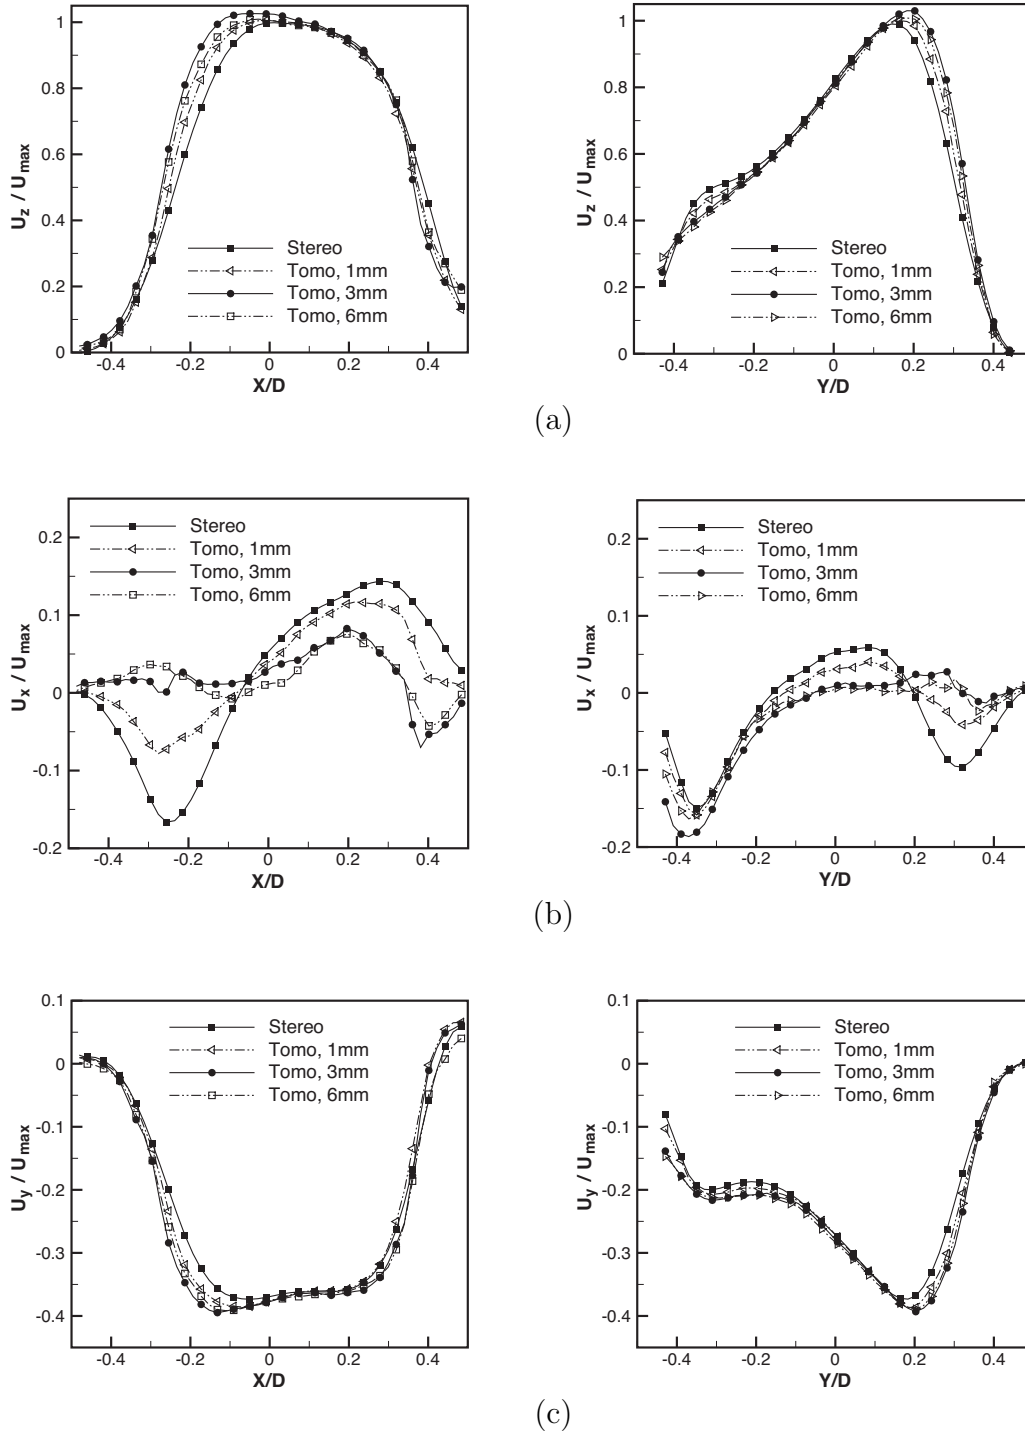 1
0.8
0.6
0.4
0.2
0
U_z / U_max
Stereo
Tomo, 1mm
Tomo, 3mm
Tomo, 6mm
-0.4 -0.2 0 0.2 0.4
X/D
1
0.8
0.6
0.4
0.2
0
U_z / U_max
Stereo
Tomo, 1mm
Tomo, 3mm
Tomo, 6mm
-0.4 -0.2 0 0.2 0.4
Y/D
(a)
0.2
0.1
0
-0.1
-0.2
U_x / U_max
Stereo
Tomo, 1mm
Tomo, 3mm
Tomo, 6mm
-0.4 -0.2 0 0.2 0.4
X/D
0.2
0.1
0
-0.1
-0.2
U_x / U_max
Stereo
Tomo, 1mm
Tomo, 3mm
Tomo, 6mm
-0.4 -0.2 0 0.2 0.4
Y/D
(b)
0.1
0
-0.1
-0.2
-0.3
-0.4
U_y / U_max
Stereo
Tomo, 1mm
Tomo, 3mm
Tomo, 6mm
-0.4 -0.2 0 0.2 0.4
X/D
0.1
0
-0.1
-0.2
-0.3
-0.4
U_y / U_max
Stereo
Tomo, 1mm
Tomo, 3mm
Tomo, 6mm
-0.4 -0.2 0 0.2 0.4
Y/D
(c)